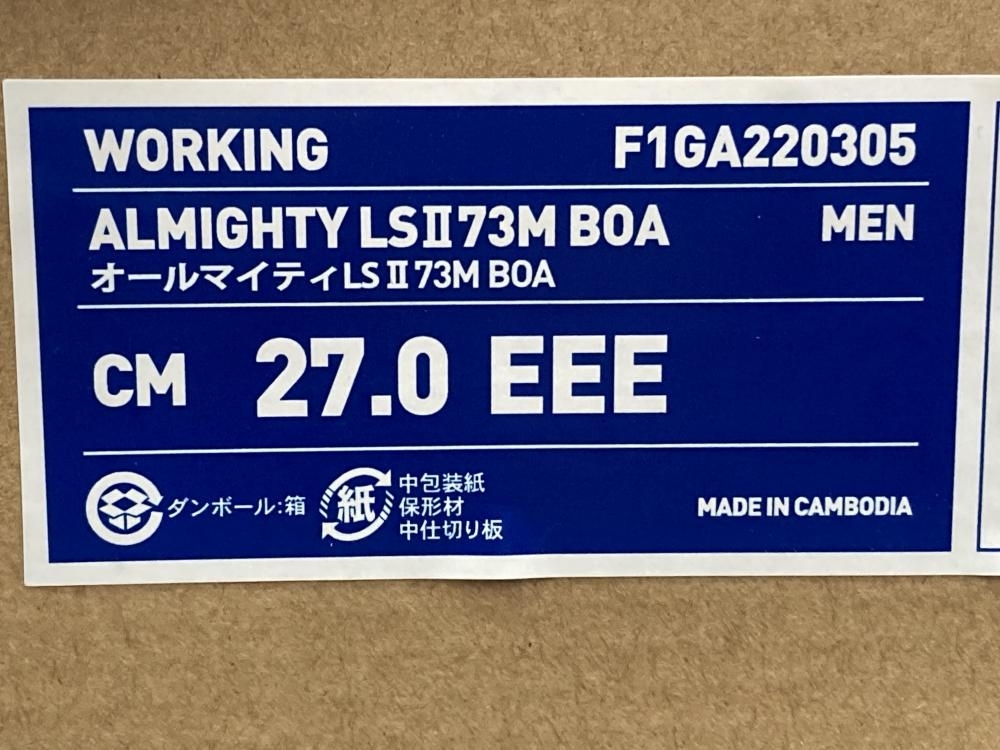 WORKING F1GA220305
ALMIGHTY LSⅡ73M BOA MEN
オールマイティLSⅡ73M BOA
CM 27.0 EEE
ダンボール:箱
紙
中包装紙
保形材
中仕切り板
MADE IN CAMBODIA